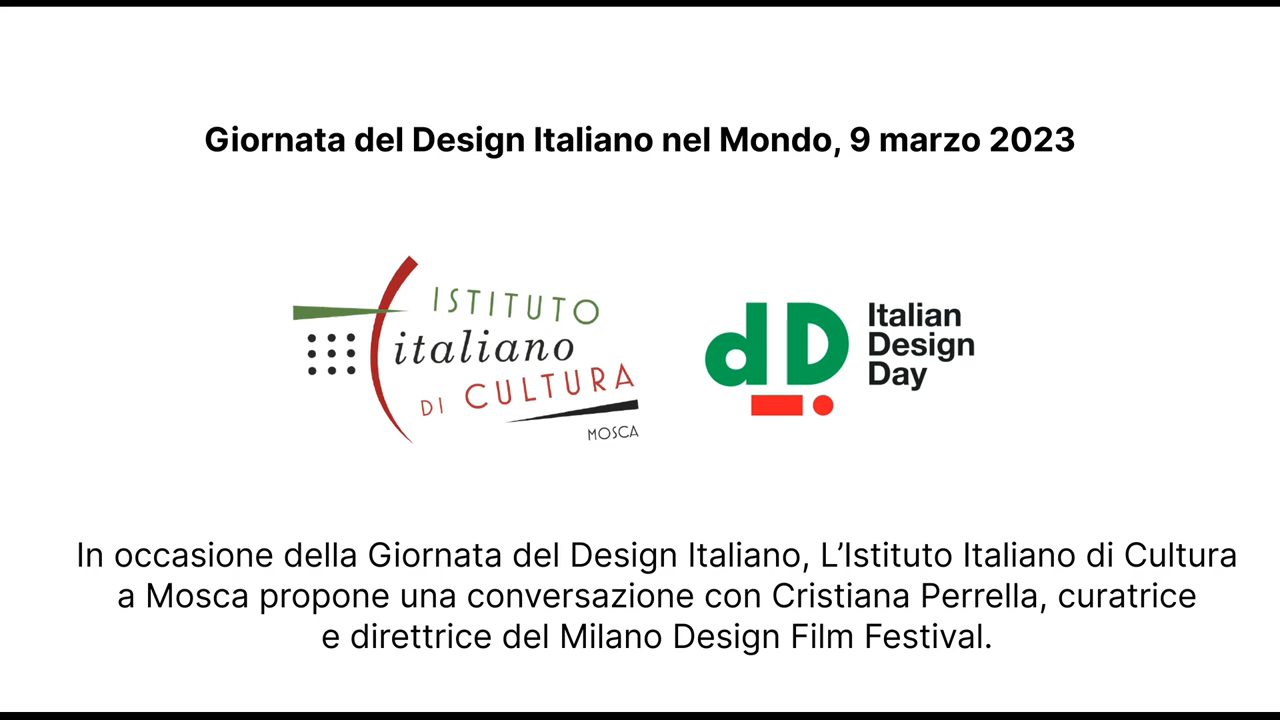 Giornata del Design Italiano nel Mondo, 9 marzo 2023
ISTITUTO
italiano
DI CULTURA
MOSCA
dD
Italian
Design
Day
In occasione della Giornata del Design Italiano, L’Istituto Italiano di Cultura
a Mosca propone una conversazione con Cristiana Perrella, curatrice
e direttrice del Milano Design Film Festival.